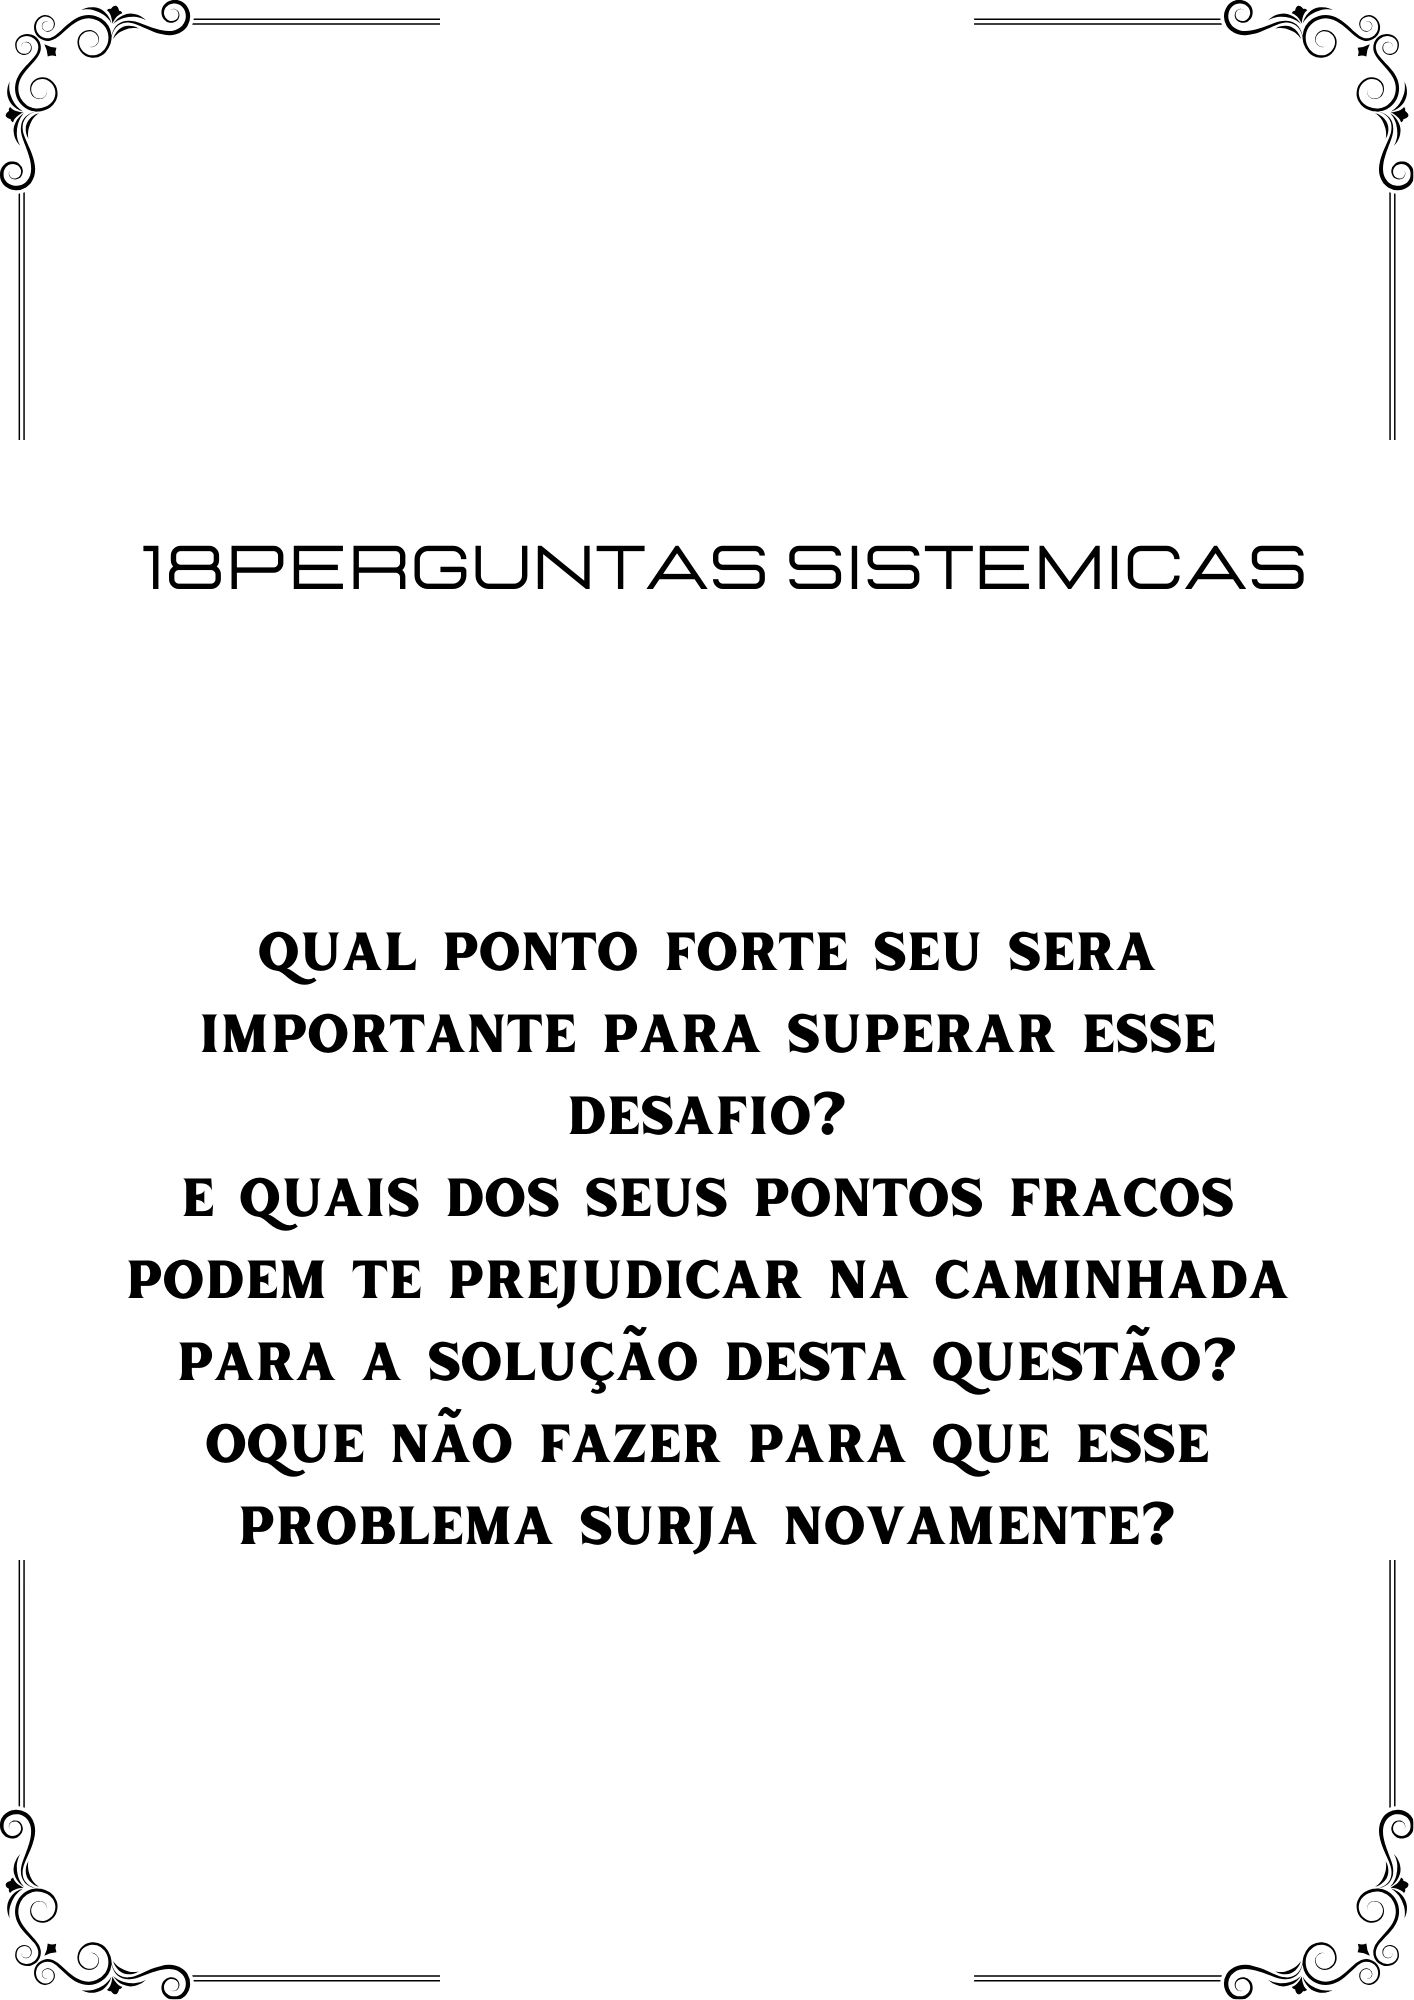 18PERGUNTAS SISTEMICAS
QUAL PONTO FORTE SEU SERA
IMPORTANTE PARA SUPERAR ESSE
DESAFIO?
E QUAIS DOS SEUS PONTOS FRACOS
PODEM TE PREJUDICAR NA CAMINHADA
PARA A SOLUÇÃO DESTA QUESTÃO?
OQUE NÃO FAZER PARA QUE ESSE
PROBLEMA SURJA NOVAMENTE?